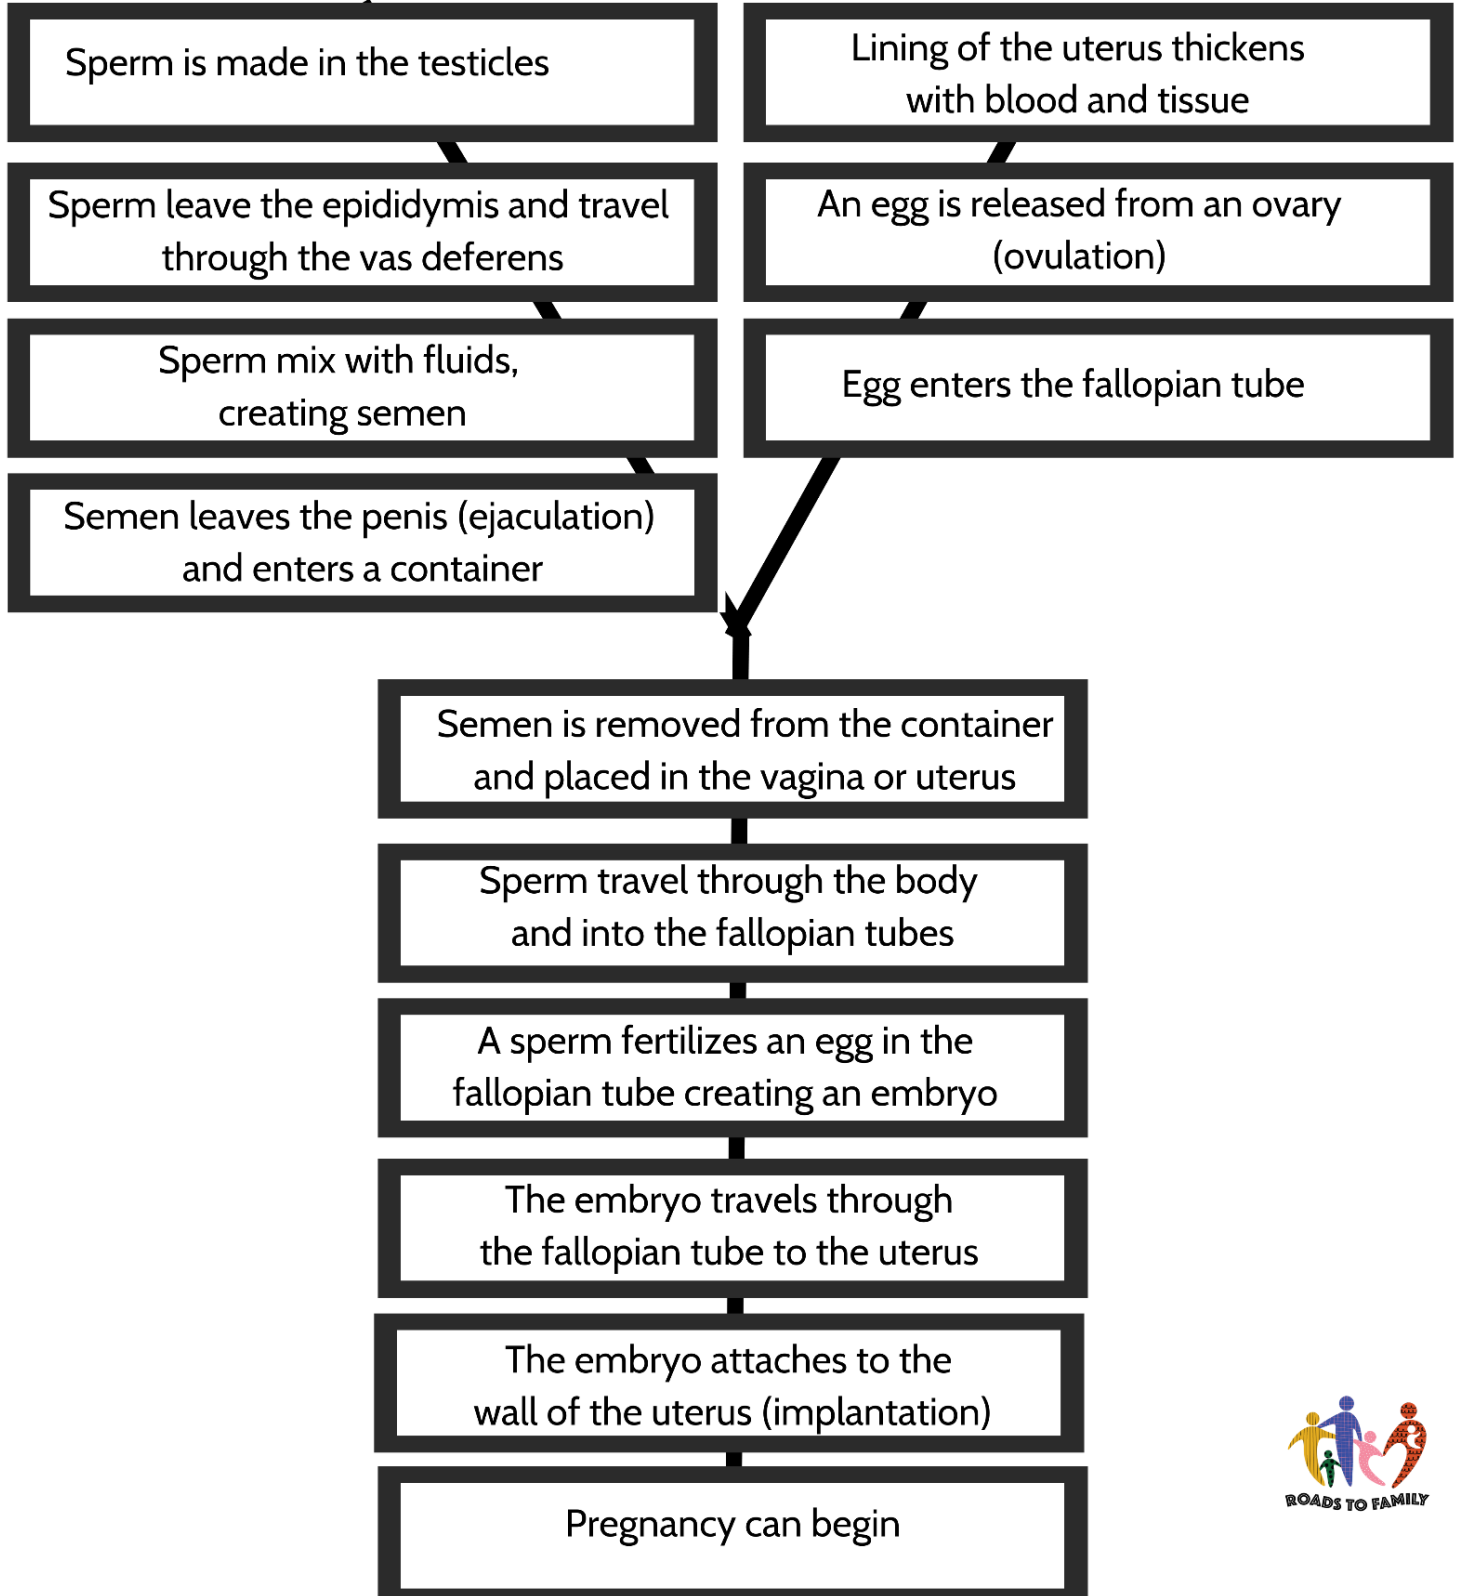 Sperm is made in the testicles
Sperm leave the epididymis and travel
through the vas deferens
Sperm mix with fluids,
creating semen
Semen leaves the penis (ejaculation)
and enters a container
Lining of the uterus thickens
with blood and tissue
An egg is released from an ovary
(ovulation)
Egg enters the fallopian tube
Semen is removed from the container
and placed in the vagina or uterus
Sperm travel through the body
and into the fallopian tubes
A sperm fertilizes an egg in the
fallopian tube creating an embryo
The embryo travels through
the fallopian tube to the uterus
The embryo attaches to the
wall of the uterus (implantation)
Pregnancy can begin
ROADS TO FAMILY